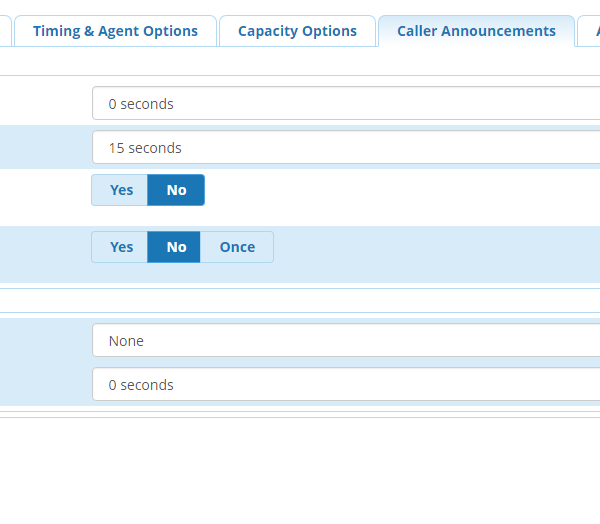 Timing & Agent Options
Capacity Options
Caller Announcements
0 seconds
15 seconds
Yes No
Yes No Once
None
0 seconds